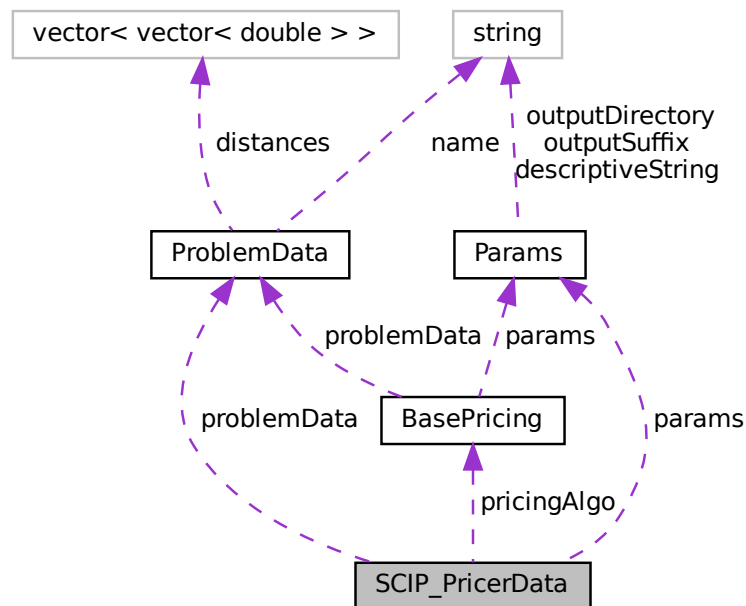 vector< vector< double > >
string
distances
name
outputDirectory
outputSuffix
descriptiveString
ProblemData
Params
problemData
params
BasePricing
problemData
params
pricingAlgo
SCIP_PricerData